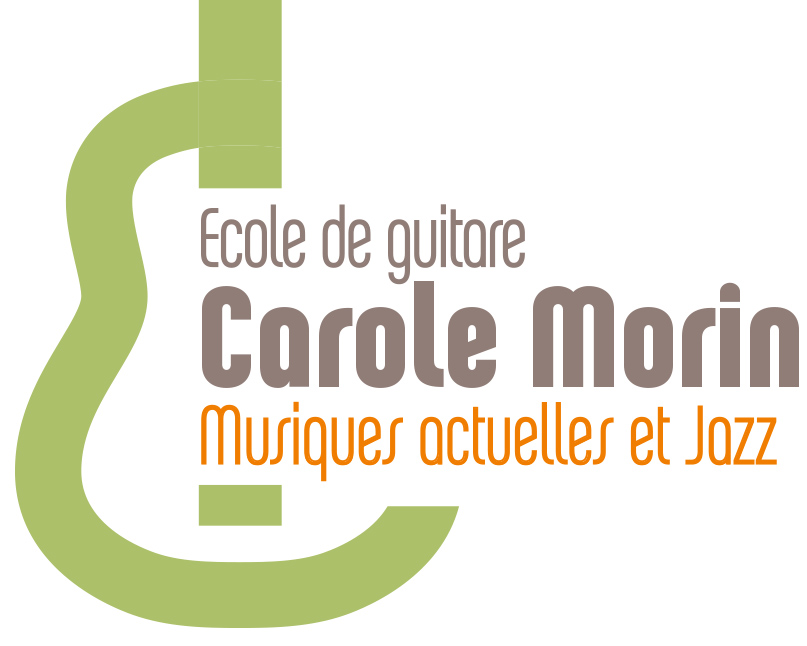 Ecole de guitare
Carole Morin
Musiques actuelles et Jazz